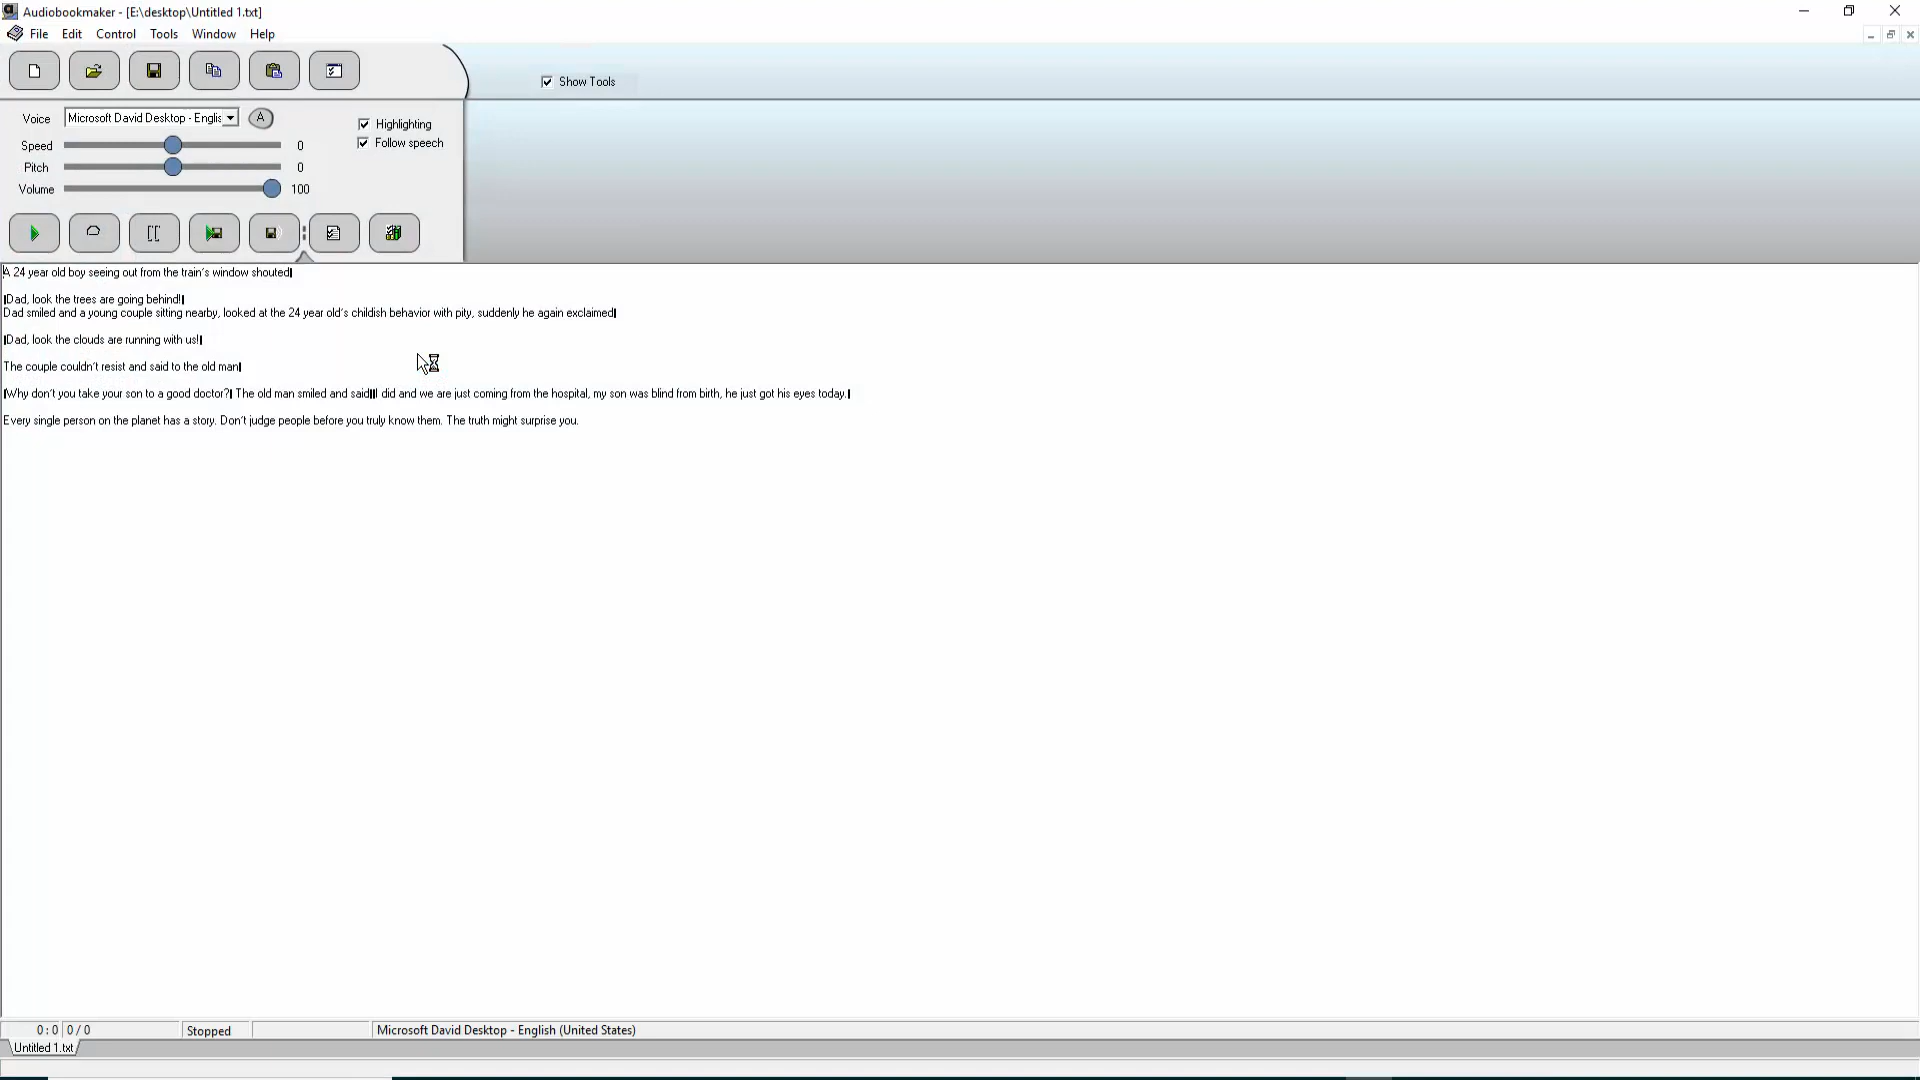 Audiobookmaker - [E:\desktop\Untitled 1.txt]
File Edit Control Tools Window Help
Show Tools
Voice Microsoft David Desktop - Englis A
Highlighting
Speed 0
Follow speech
Pitch 0
Volume 100
A 24 year old boy seeing out from the train's window shouted
Dad, look the trees are going behind!
Dad smiled and a young couple sitting nearby, looked at the 24 year old's childish behavior with pity, suddenly he again exclaimed
Dad, look the clouds are running with us!
The couple couldn't resist and said to the old man
Why don't you take your son to a good doctor? The old man smiled and said I did and we are just coming from the hospital, my son was blind from birth, he just got his eyes today.
Every single person on the planet has a story. Don't judge people before you truly know them. The truth might surprise you.
0 : 0 0 / 0 Stopped Microsoft David Desktop - English (United States)
Untitled 1.txt